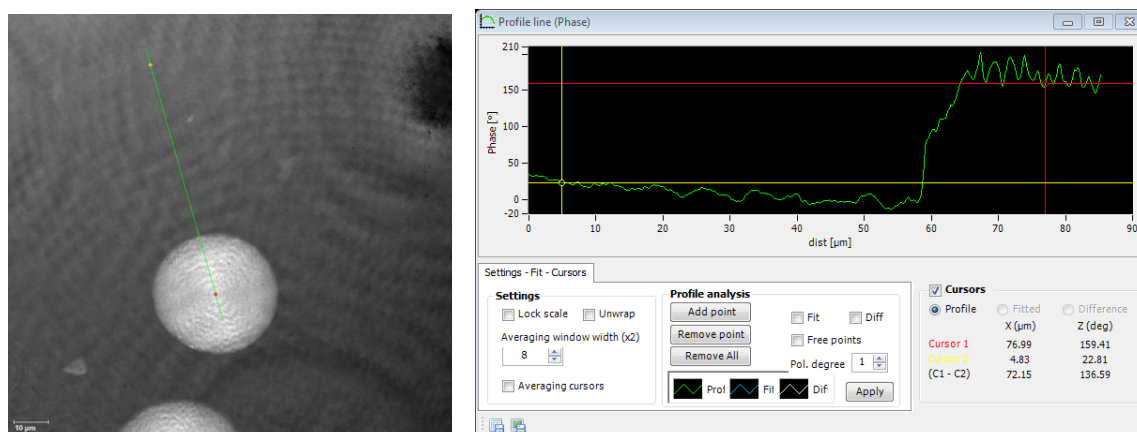 10 µm
Profile line (Phase)
210
150
100
50
0
-20
Phase [°]
0 10 20 30 40 50 60 70 80 90
dist [µm]
Settings - Fit - Cursors
Settings
Lock scale Unwrap
Averaging window width (x2)
8
Averaging cursors
Profile analysis
Add point
Remove point
Remove All
Fit Diff
Free points
Pol. degree 1
Prof Fit Dif
Apply
Cursors
Profile Fitted Difference
X (µm) Z (deg)
Cursor 1 76.99 159.41
Cursor 2 4.83 22.81
(C1 - C2) 72.15 136.59